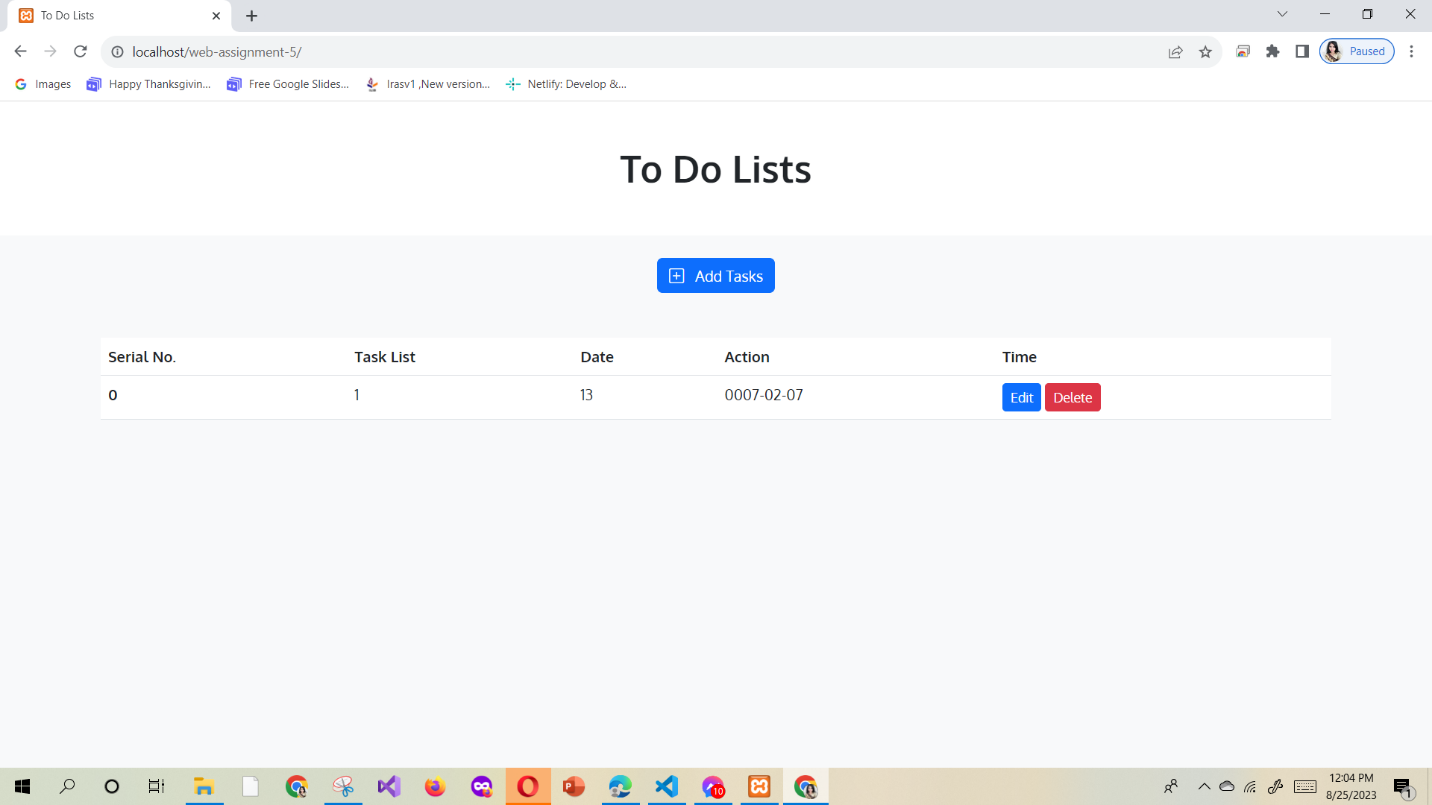 To Do Lists
localhost/web-assignment-5/
Paused
Images Happy Thanksgivin... Free Google Slides... Irasv1 ,New version... Netlify: Develop &...
To Do Lists
Add Tasks
Serial No. Task List Date Action Time
0 1 13 0007-02-07 Edit Delete
10
12:04 PM
8/25/2023
1